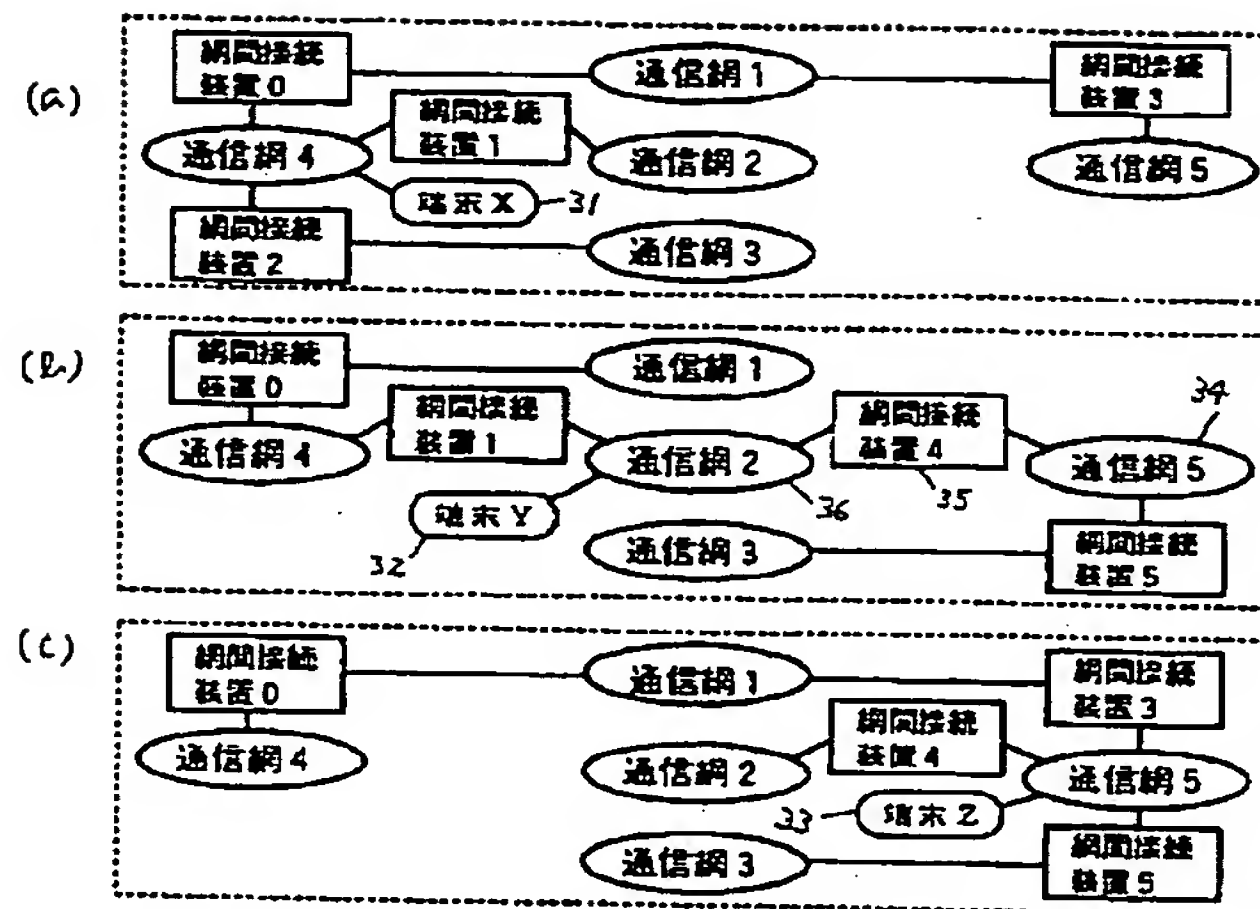 (a)
網間接続
装置0
通信網1
網間接続
装置3
通信網4
網間接続
装置1
通信網2
通信網5
端末X
31
網間接続
装置2
通信網3
(b)
網間接続
装置0
通信網1
通信網4
網間接続
装置1
通信網2
網間接続
装置4
通信網5
34
35
36
端末Y
32
通信網3
網間接続
装置5
(c)
網間接続
装置0
通信網1
網間接続
装置3
通信網4
通信網2
網間接続
装置4
通信網5
33
端末Z
通信網3
網間接続
装置5